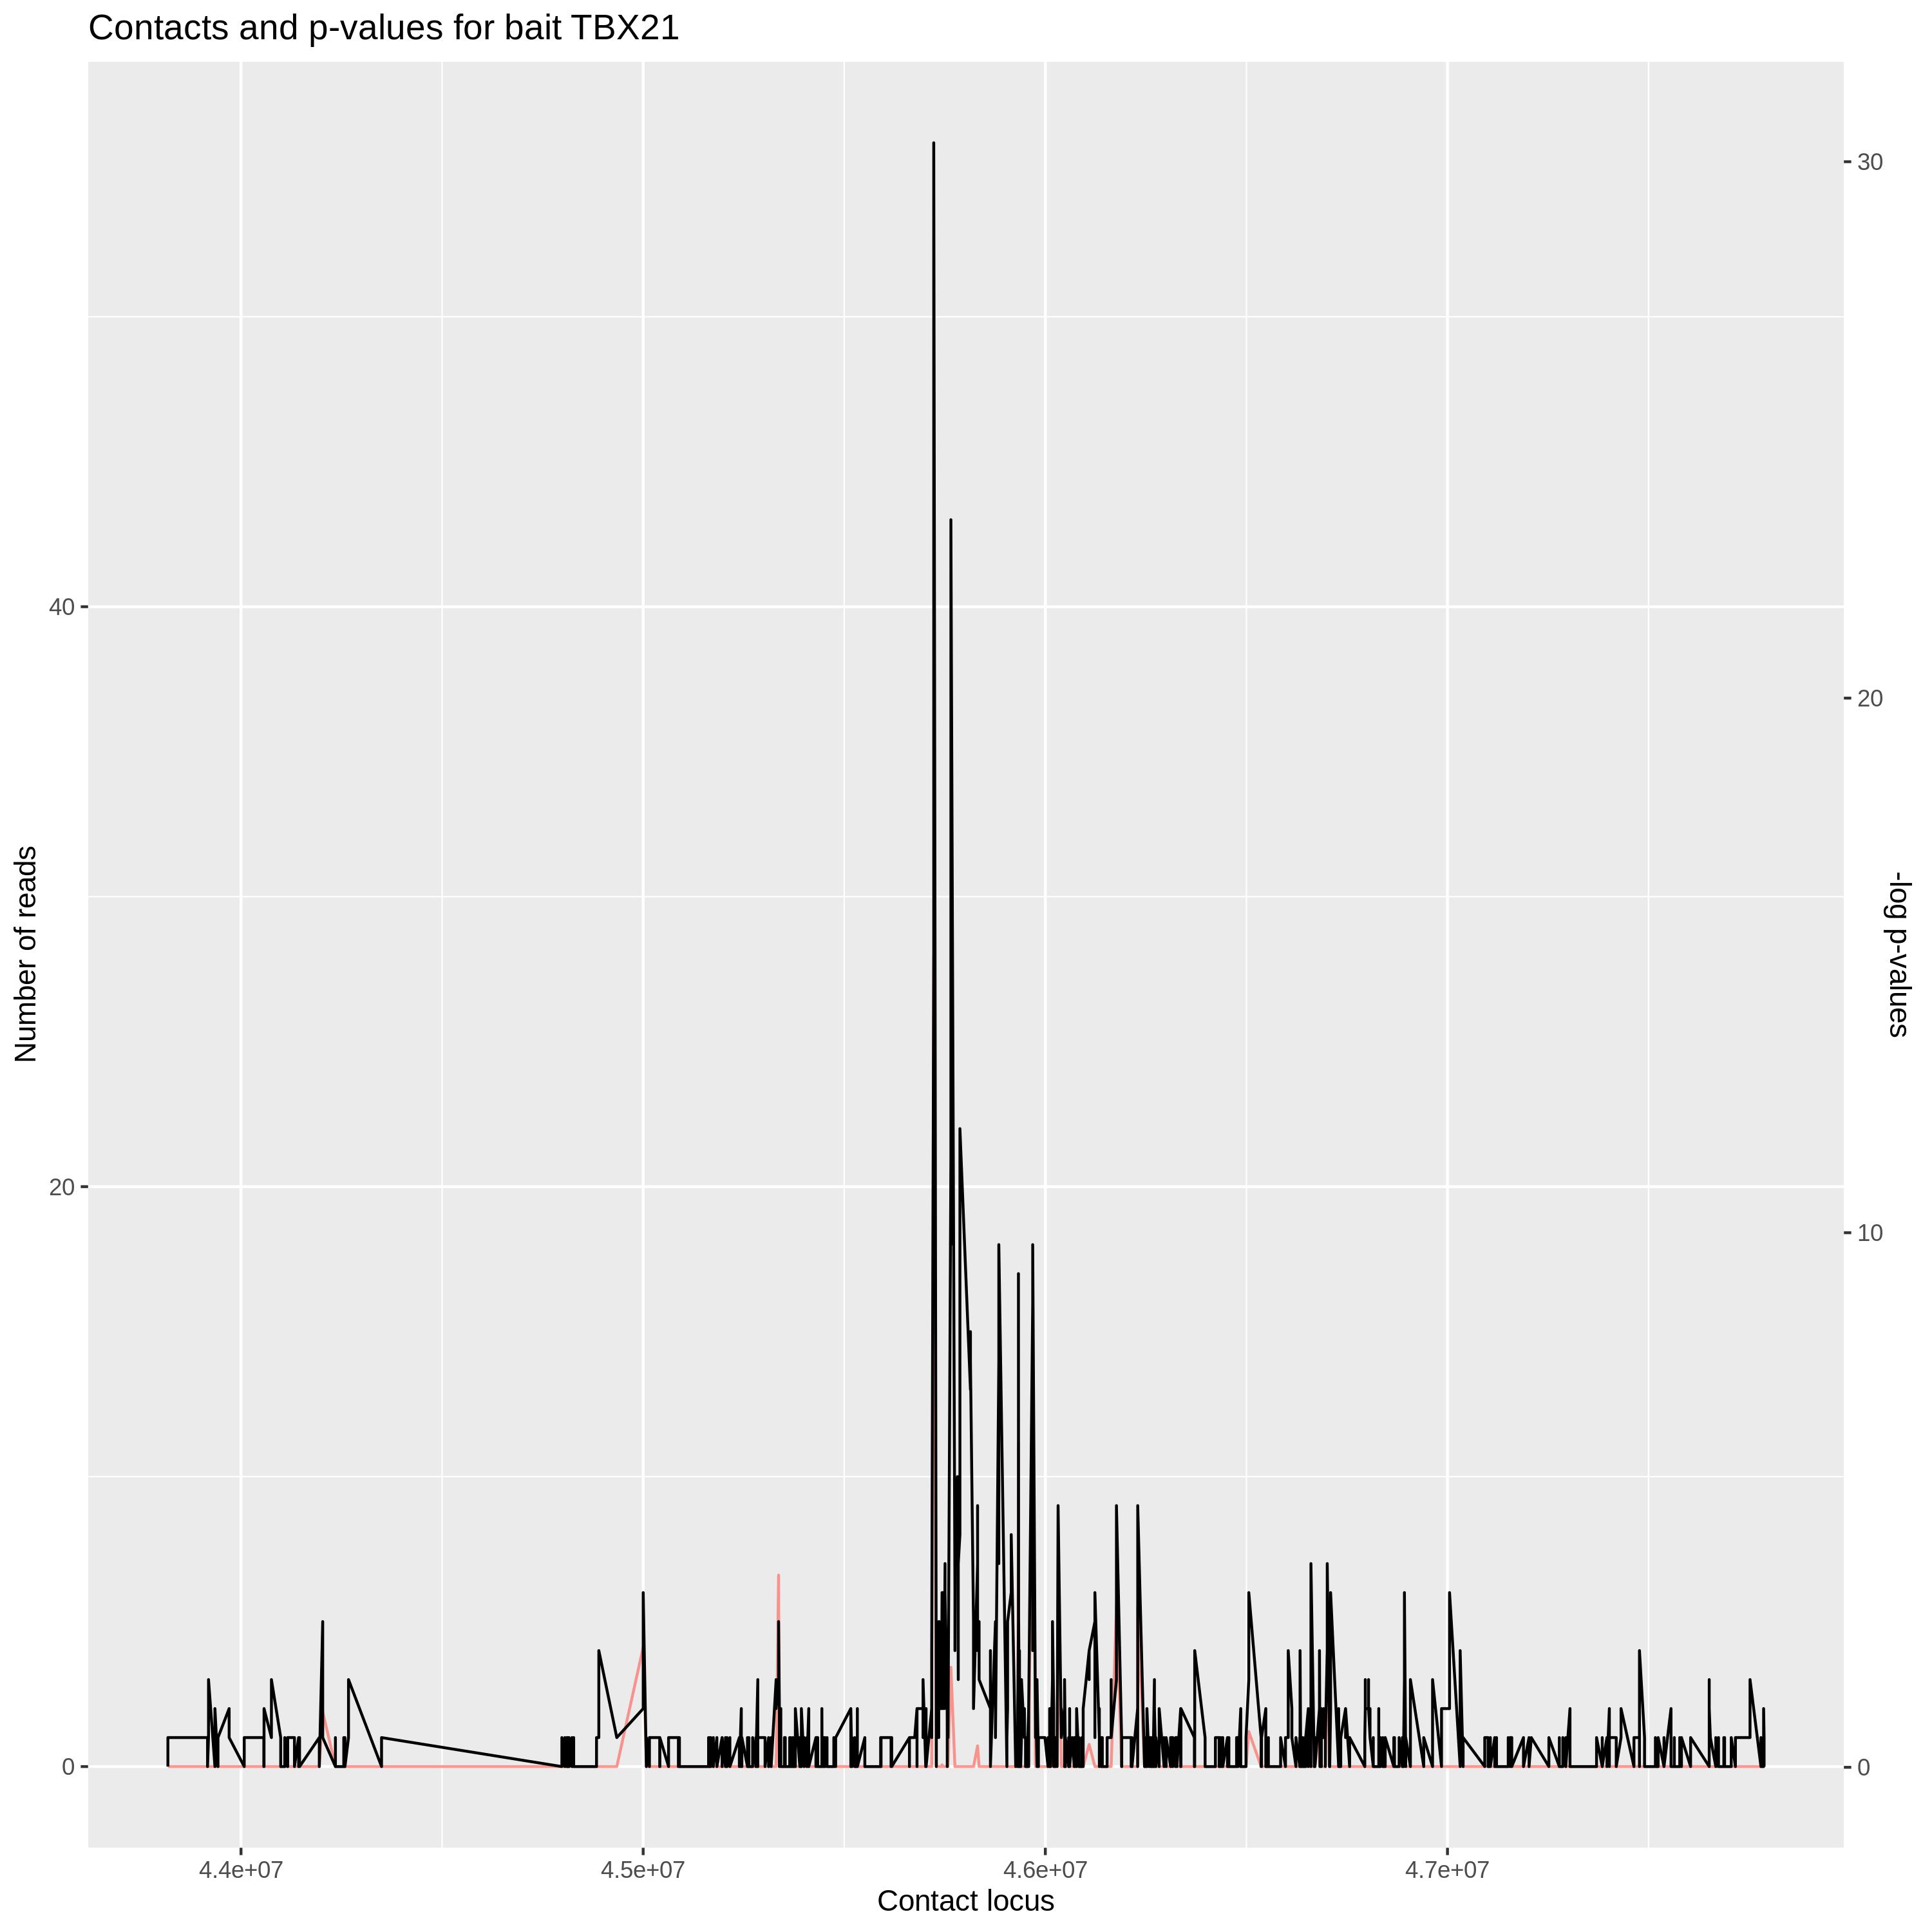 Contacts and p-values for bait TBX21
30
40
20
20
10
0
0
Number of reads
-log p-values
4.4e+07
4.5e+07
4.6e+07
4.7e+07
Contact locus